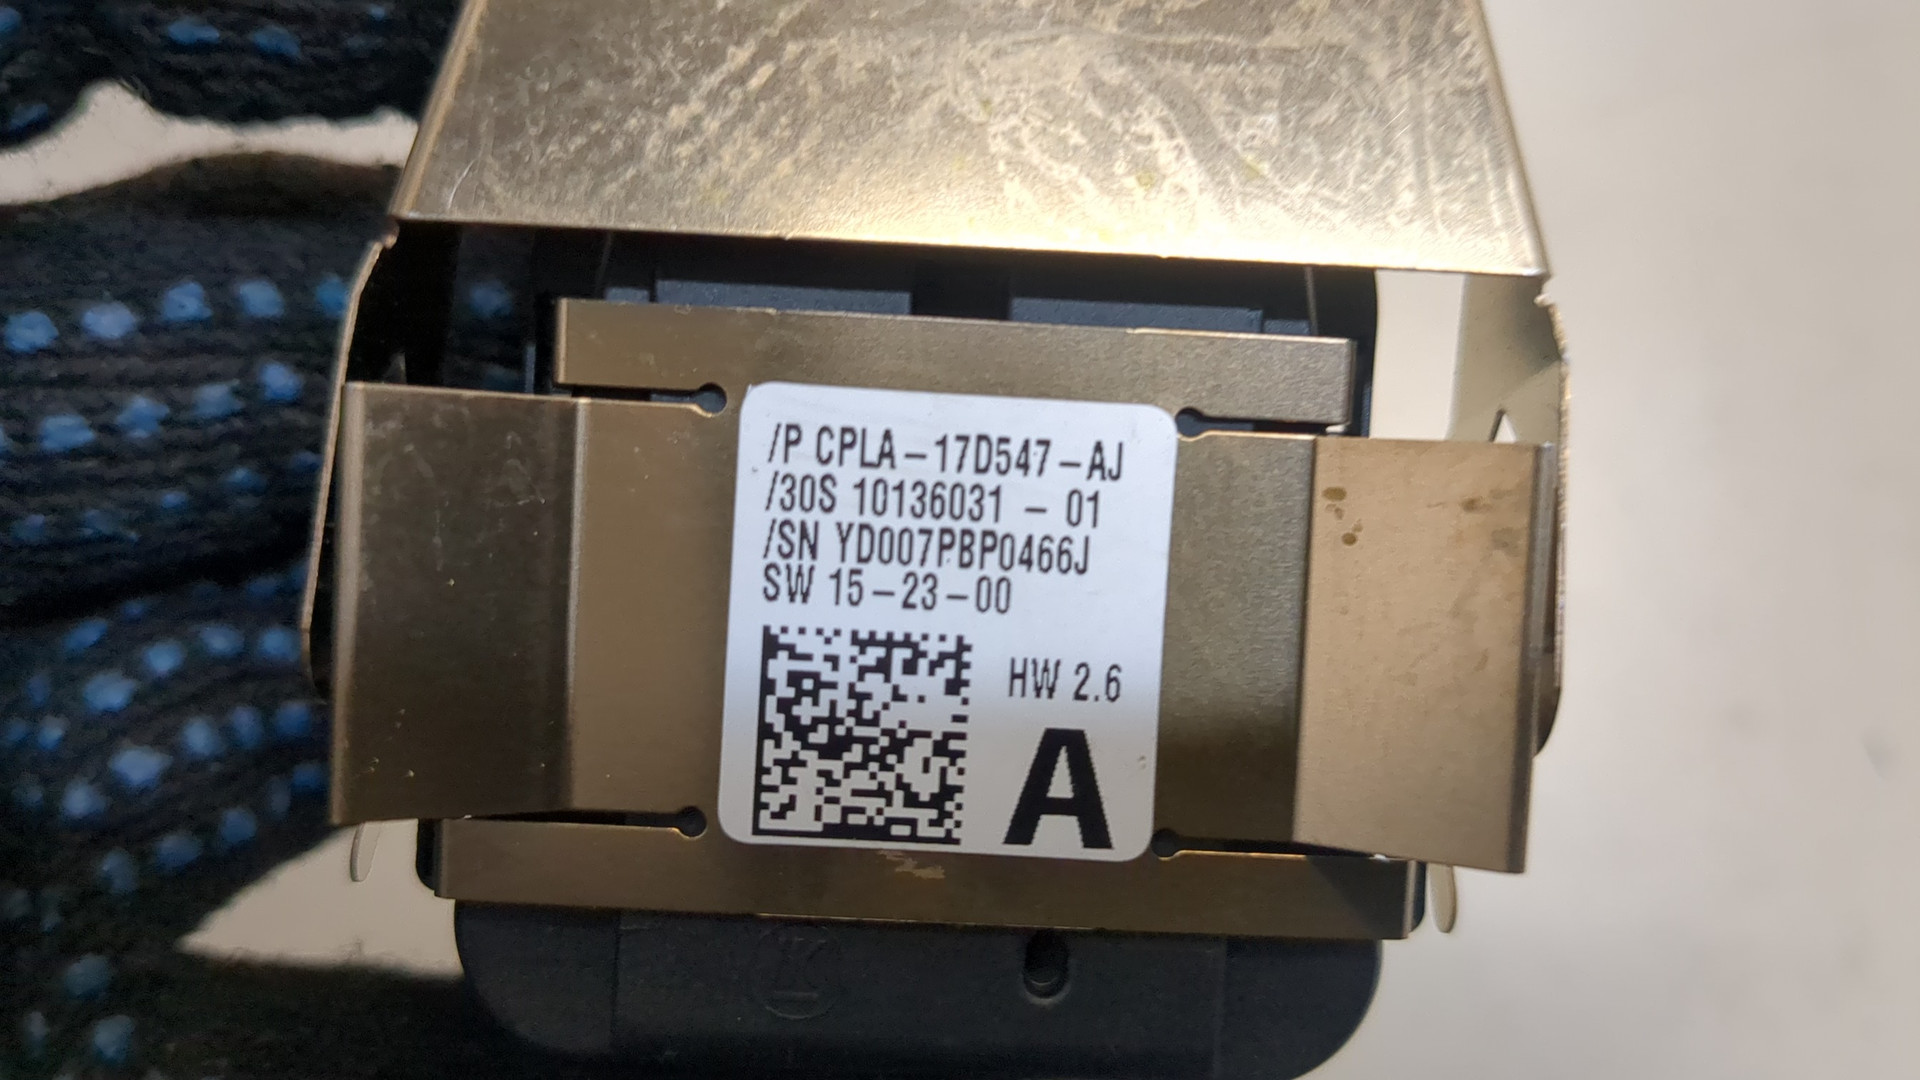 /P CPLA-17D547-AJ
/30S 10136031 - 01
/SN YD007PBP0466J
SW 15-23-00
HW 2.6
A